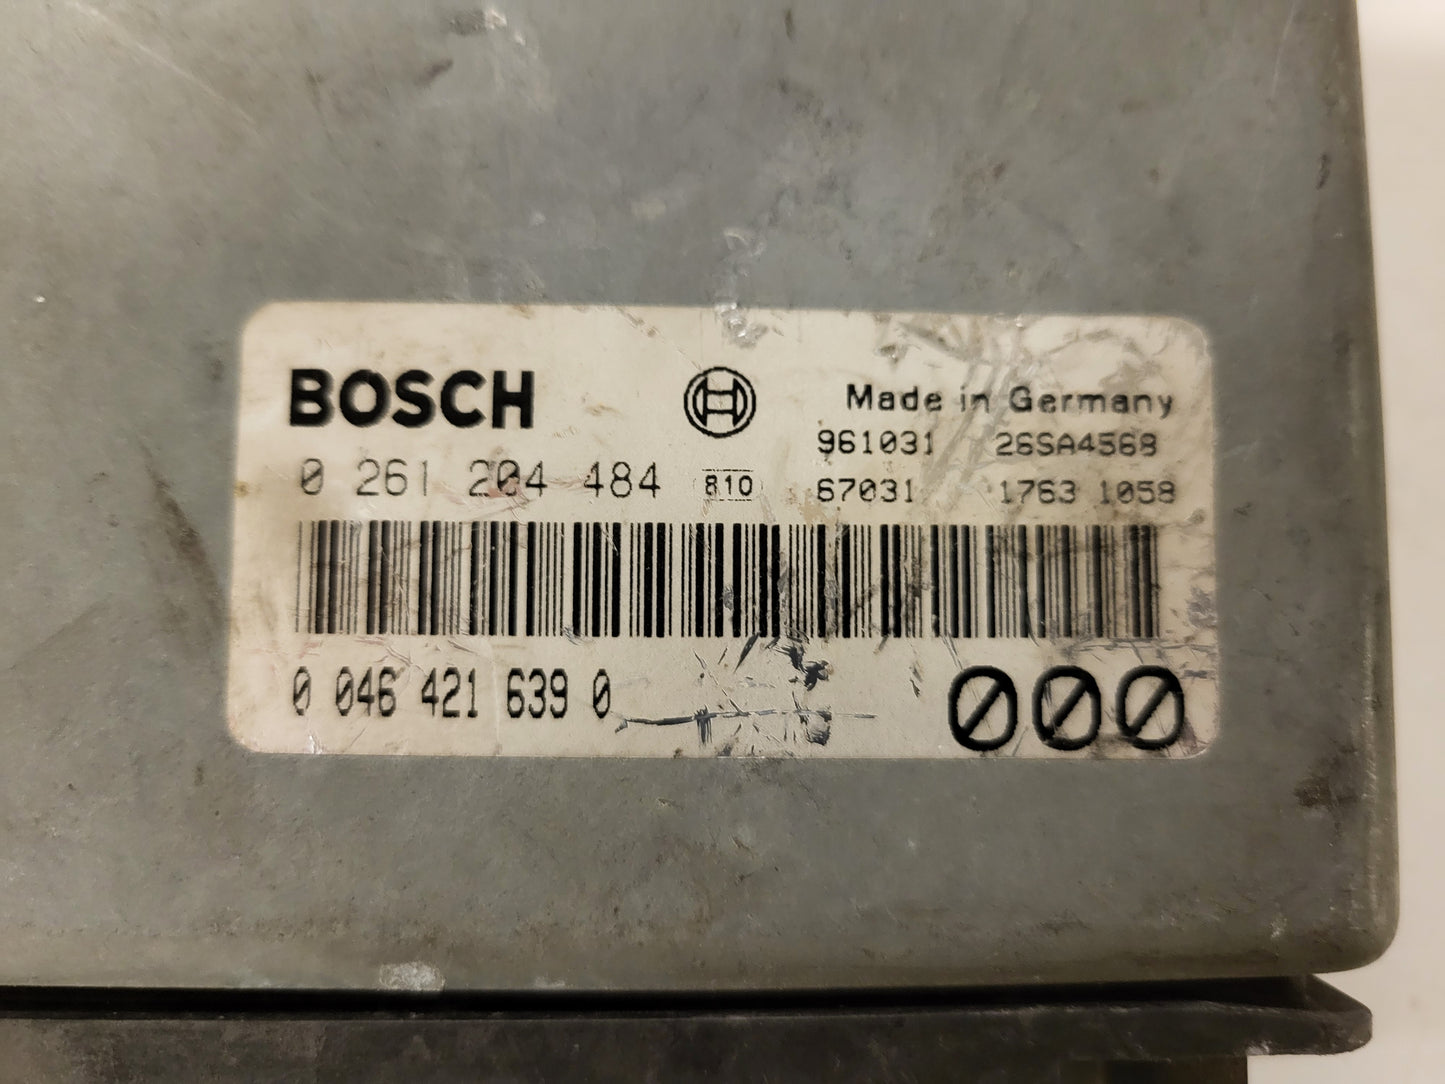 BOSCH
Made in Germany
961031 26SA4568
0 261 204 484 810 67031 1763 1058
0 046 421 639 0 000